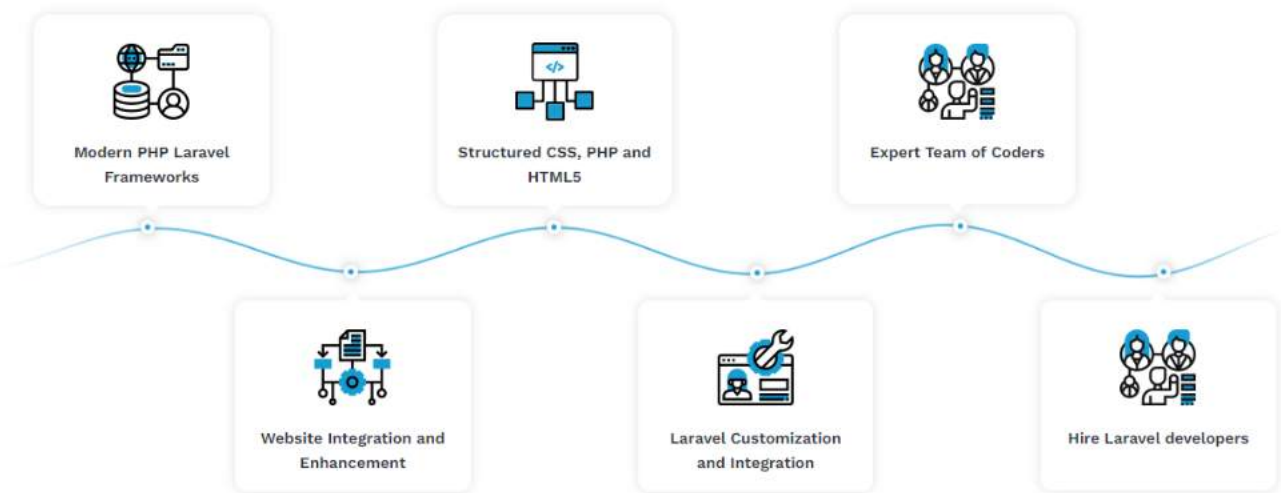 Modern PHP Laravel
Frameworks
Structured CSS, PHP and
HTML5
Expert Team of Coders
Website Integration and
Enhancement
Laravel Customization
and Integration
Hire Laravel developers